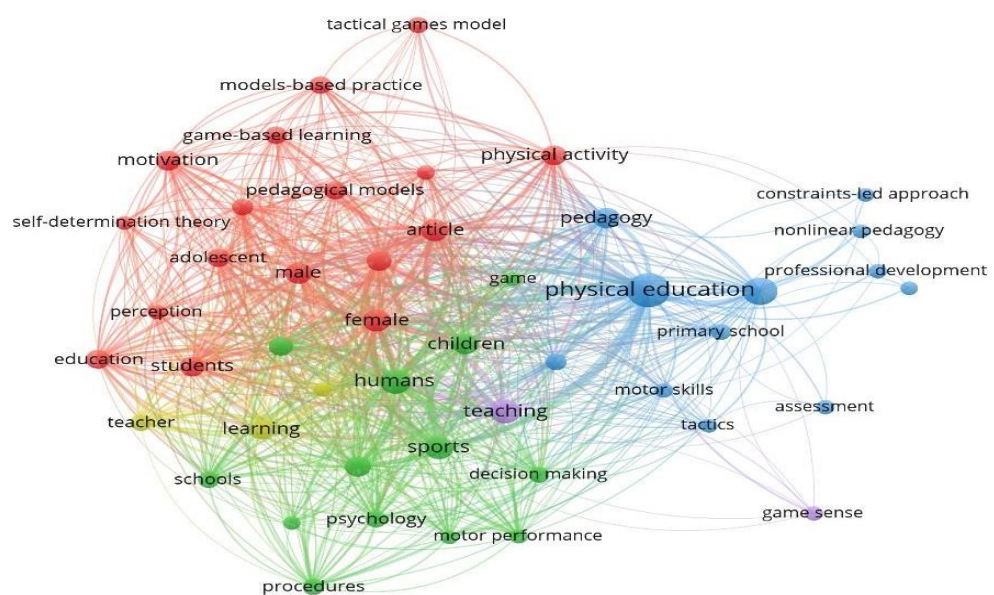 tactical games model
models-based practice
game-based learning
motivation
physical activity
pedagogical models
constraints-led approach
self-determination theory
pedagogy
article
nonlinear pedagogy
adolescent
male
game
professional development
physical education
perception
female
primary school
children
education
students
humans
motor skills
teaching
assessment
teacher
learning
tactics
sports
schools
decision making
game sense
psychology
motor performance
procedures